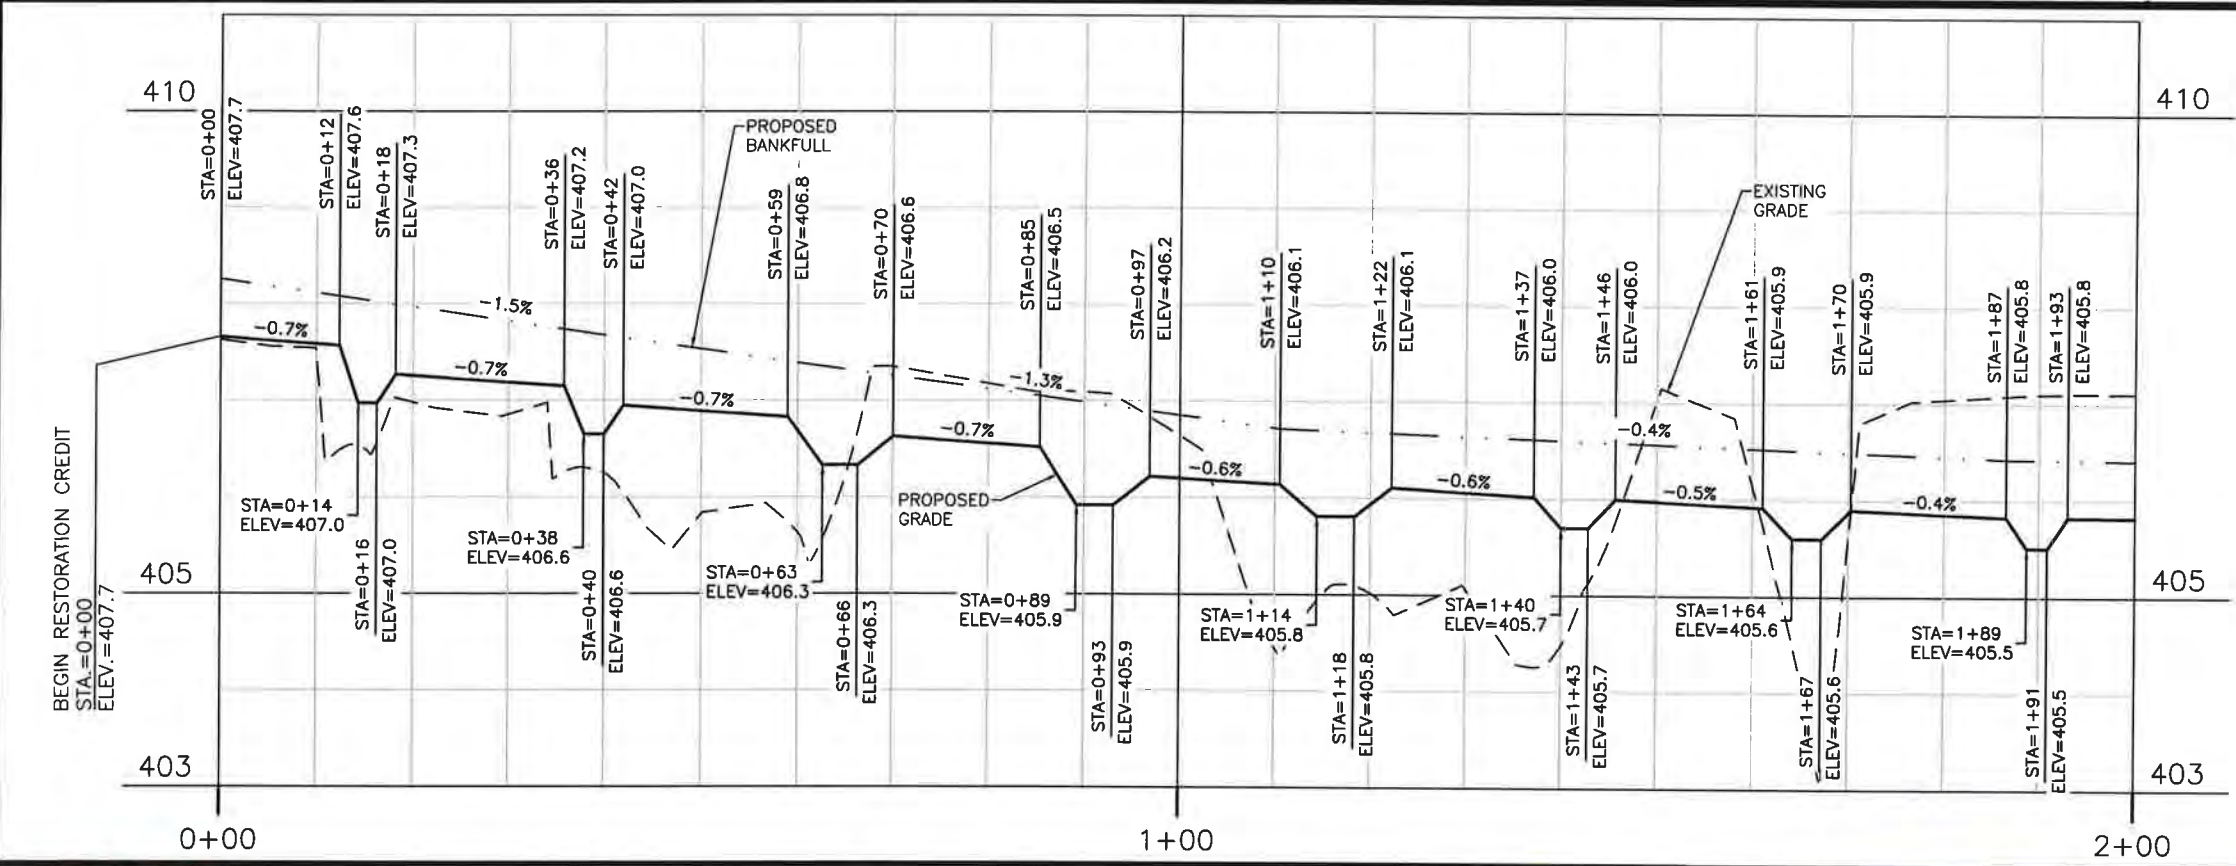 410
410
STA=0+00
ELEV=407.7
STA=0+12
ELEV=407.6
STA=0+18
ELEV=407.3
STA=0+36
ELEV=407.2
STA=0+42
ELEV=407.0
PROPOSED
BANKFULL
STA=0+59
ELEV=406.8
STA=0+70
ELEV=406.6
STA=0+85
ELEV=406.5
STA=0+97
ELEV=406.2
STA=1+10
ELEV=406.1
STA=1+22
ELEV=406.1
STA=1+37
ELEV=406.0
STA=1+46
ELEV=406.0
EXISTING
GRADE
STA=1+61
ELEV=405.9
STA=1+70
ELEV=405.9
STA=1+87
ELEV=405.8
STA=1+93
ELEV=405.8
-1.5%
-1.3%
-0.4%
-0.7%
-0.7%
-0.7%
-0.7%
-0.6%
-0.6%
-0.5%
-0.4%
PROPOSED
GRADE
BEGIN RESTORATION CREDIT
STA.=0+00
ELEV.=407.7
STA=0+14
ELEV=407.0
STA=0+16
ELEV=407.0
STA=0+38
ELEV=406.6
STA=0+40
ELEV=406.6
STA=0+63
ELEV=406.3
STA=0+66
ELEV=406.3
STA=0+89
ELEV=405.9
STA=0+93
ELEV=405.9
STA=1+14
ELEV=405.8
STA=1+18
ELEV=405.8
STA=1+40
ELEV=405.7
STA=1+43
ELEV=405.7
STA=1+64
ELEV=405.6
STA=1+67
ELEV=405.6
STA=1+89
ELEV=405.5
STA=1+91
ELEV=405.5
405
405
403
403
0+00
1+00
2+00